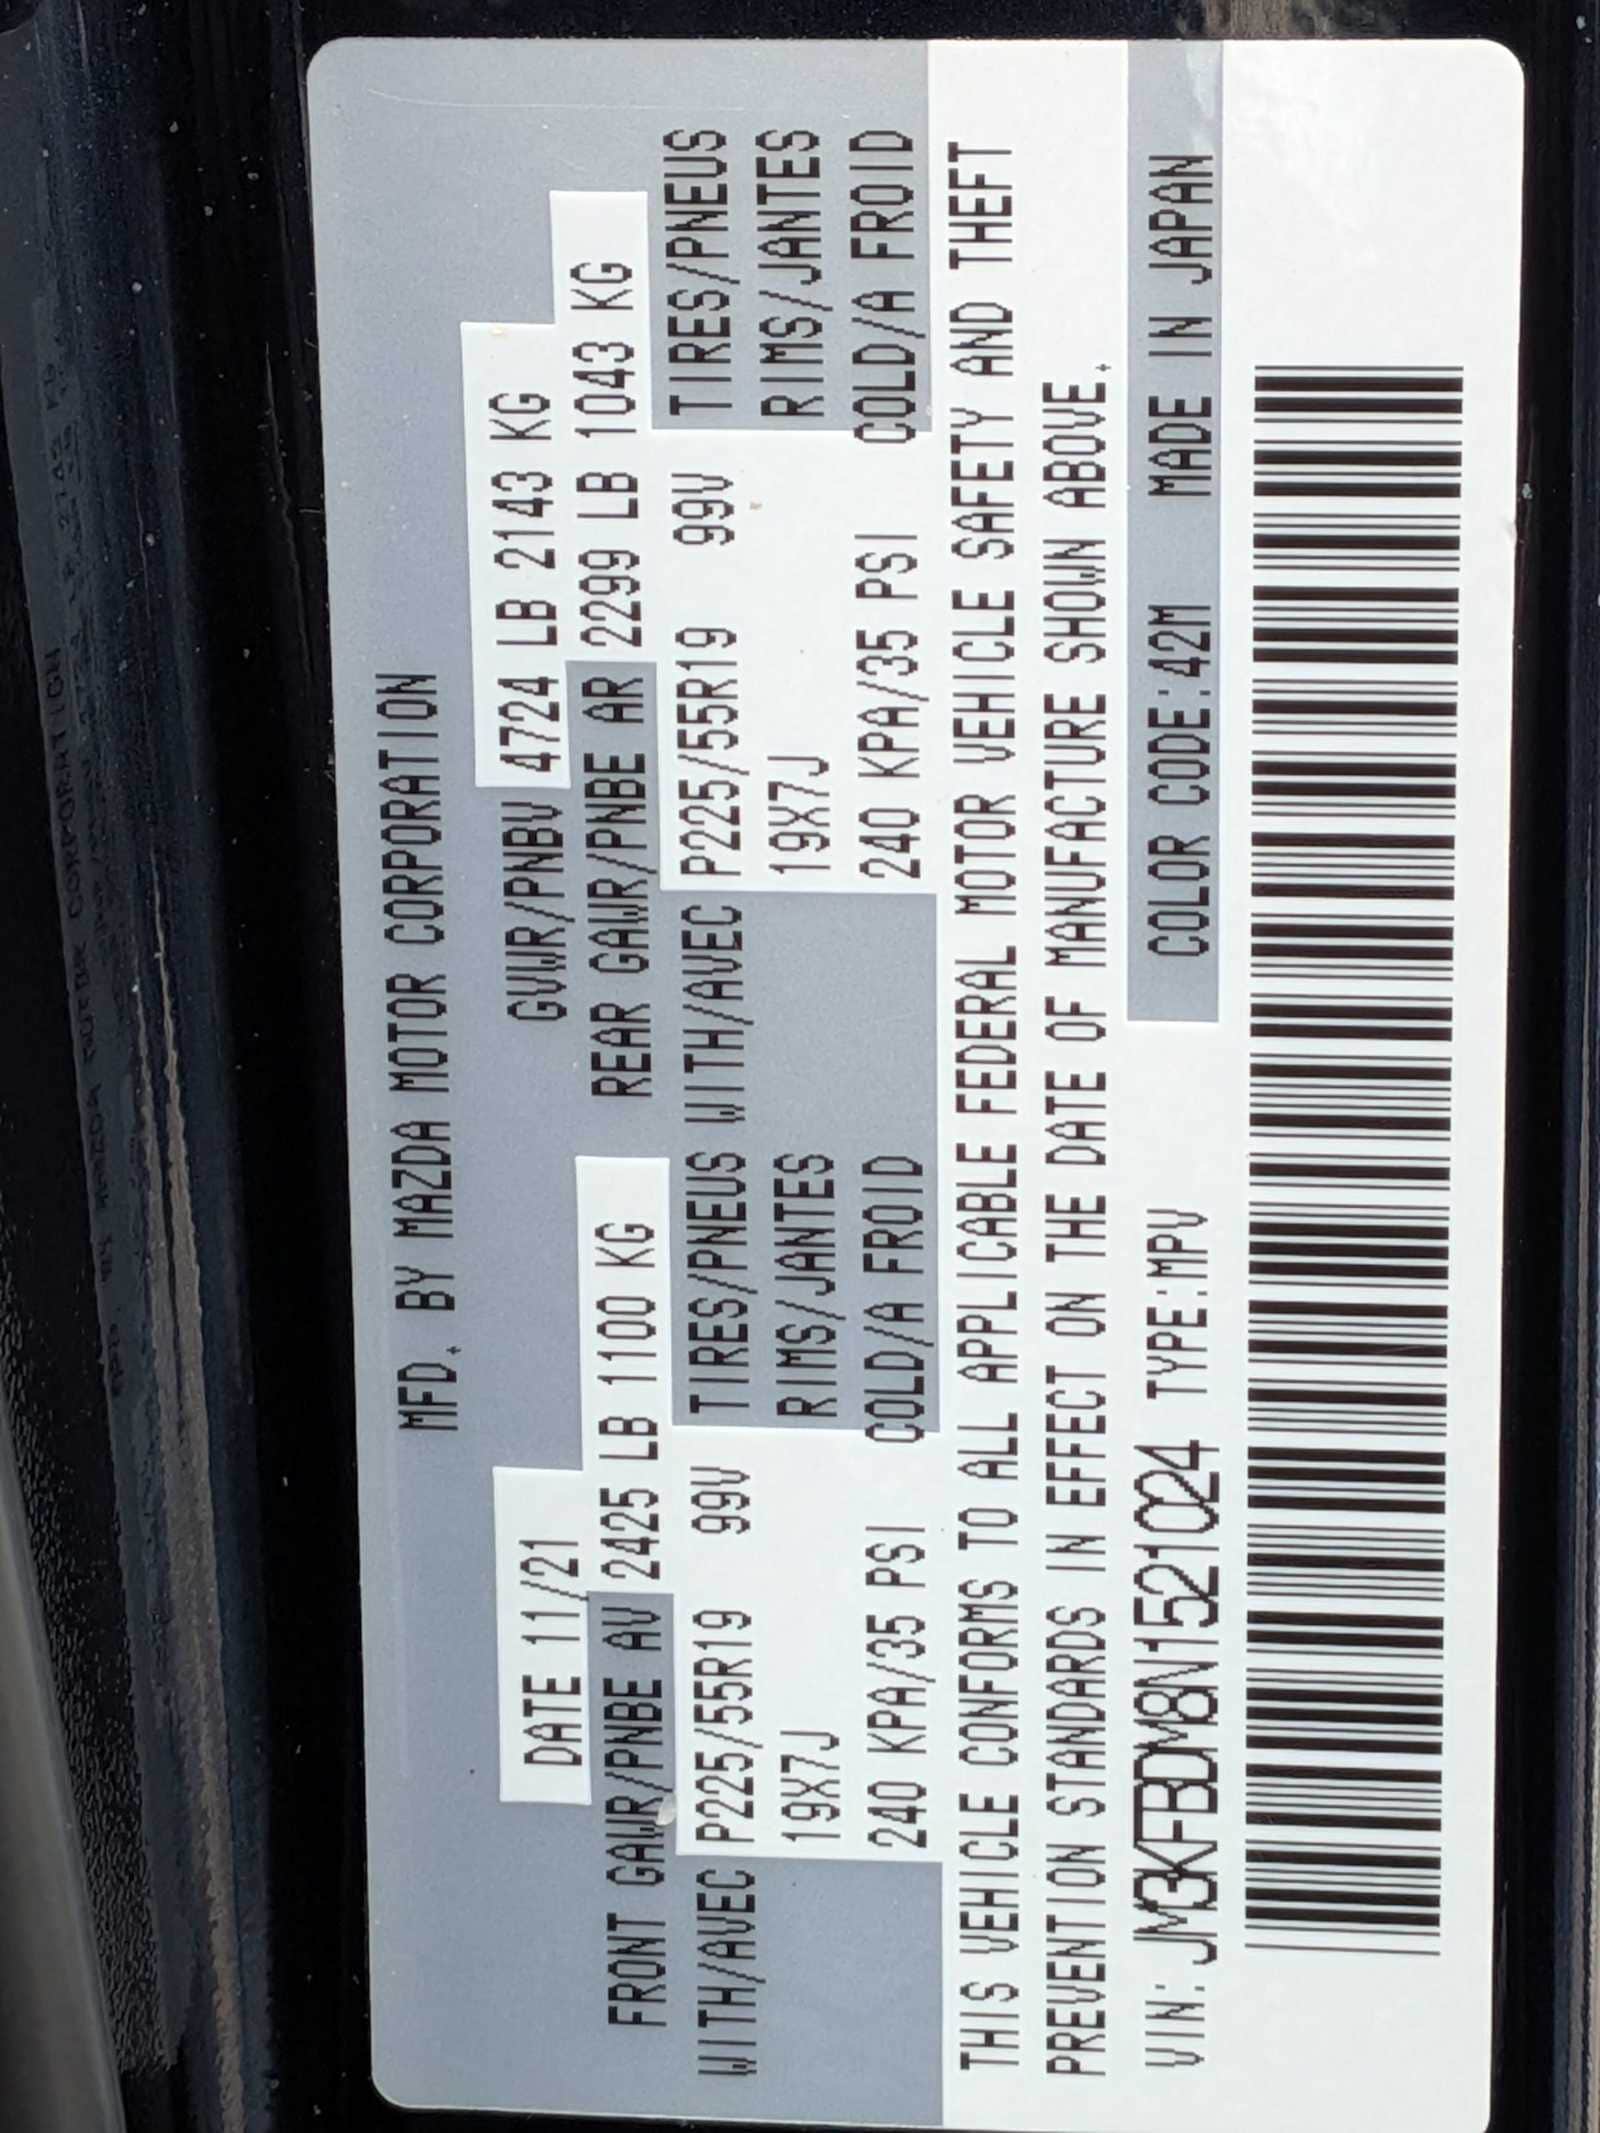 MFD. BY MAZDA MOTOR CORPORATION
DATE 11/21 GVWR/PNBV 4724 LB 2143 KG
FRONT GAWR/PNBE AV 2425 LB 1100 KG REAR GAWR/PNBE AR 2299 LB 1043 KG
WITH/AVEC P225/55R19 99V TIRES/PNEUS WITH/AVEC P225/55R19 99V TIRES/PNEUS
19X7J RIMS/JANTES 19X7J RIMS/JANTES
240 KPA/35 PSI COLD/A FROID 240 KPA/35 PSI COLD/A FROID
THIS VEHICLE CONFORMS TO ALL APPLICABLE FEDERAL MOTOR VEHICLE SAFETY AND THEFT
PREVENTION STANDARDS IN EFFECT ON THE DATE OF MANUFACTURE SHOWN ABOVE.
VIN: JM3KFBDM8N1521024 TYPE:MPV COLOR CODE:42M MADE IN JAPAN